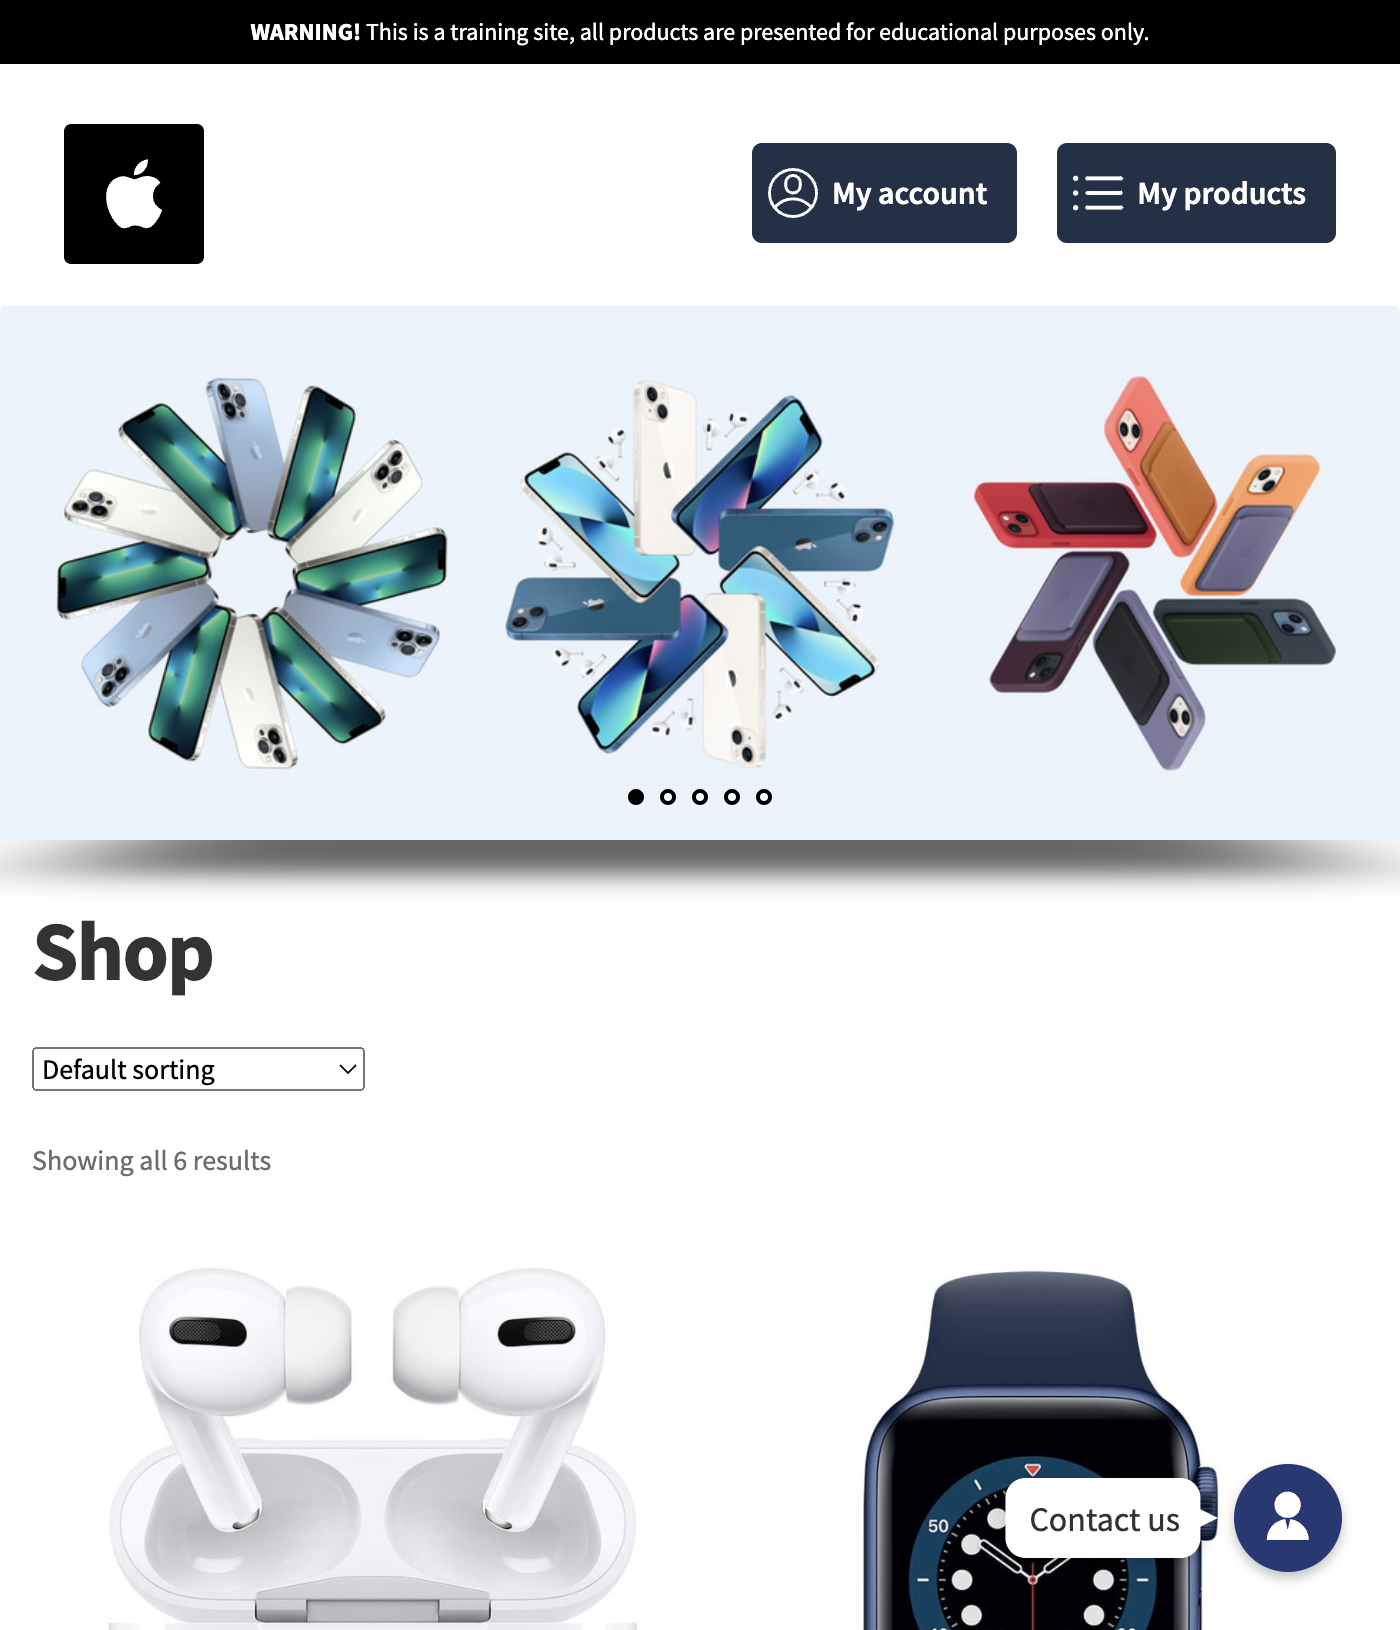 WARNING! This is a training site, all products are presented for educational purposes only.
My account
My products
Shop
Default sorting
Showing all 6 results
50
Contact us